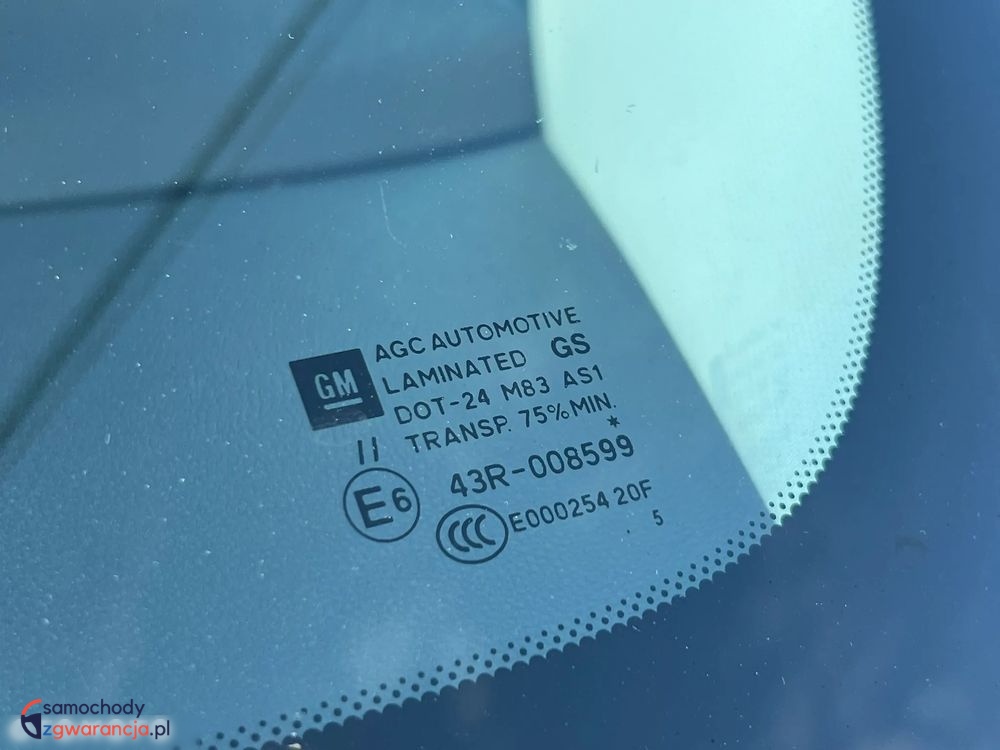 GM
AGC AUTOMOTIVE
LAMINATED GS
DOT-24 M83 AS1
TRANSP. 75% MIN.
*
II
43R-008599
E6
CCC E000254 20F
. 5
samochody
zgwarancja.pl